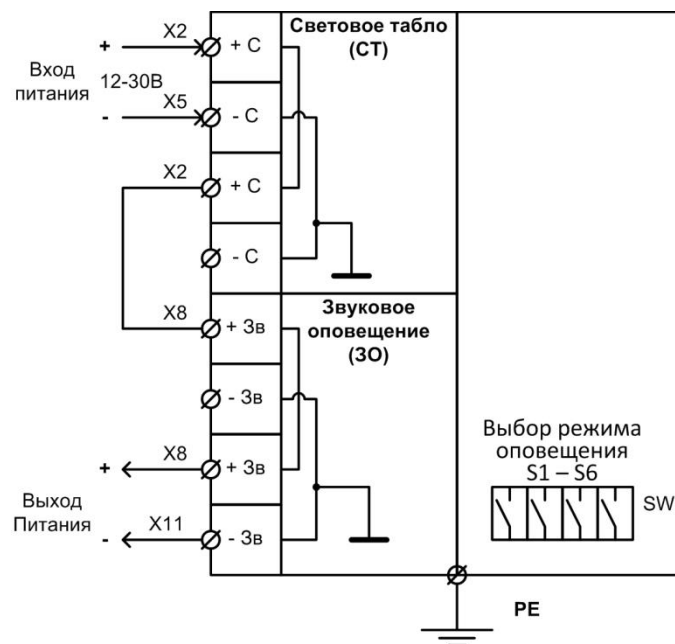 Световое табло
(СТ)
+
X2
+ С
Вход
питания
12-30В
-
X5
- С
X2
+ С
- С
X8
+ Зв
Звуковое
оповещение
(ЗО)
- Зв
+
X8
+ Зв
Выход
Питания
-
X11
- Зв
Выбор режима
оповещения
S1 – S6
SW
PE